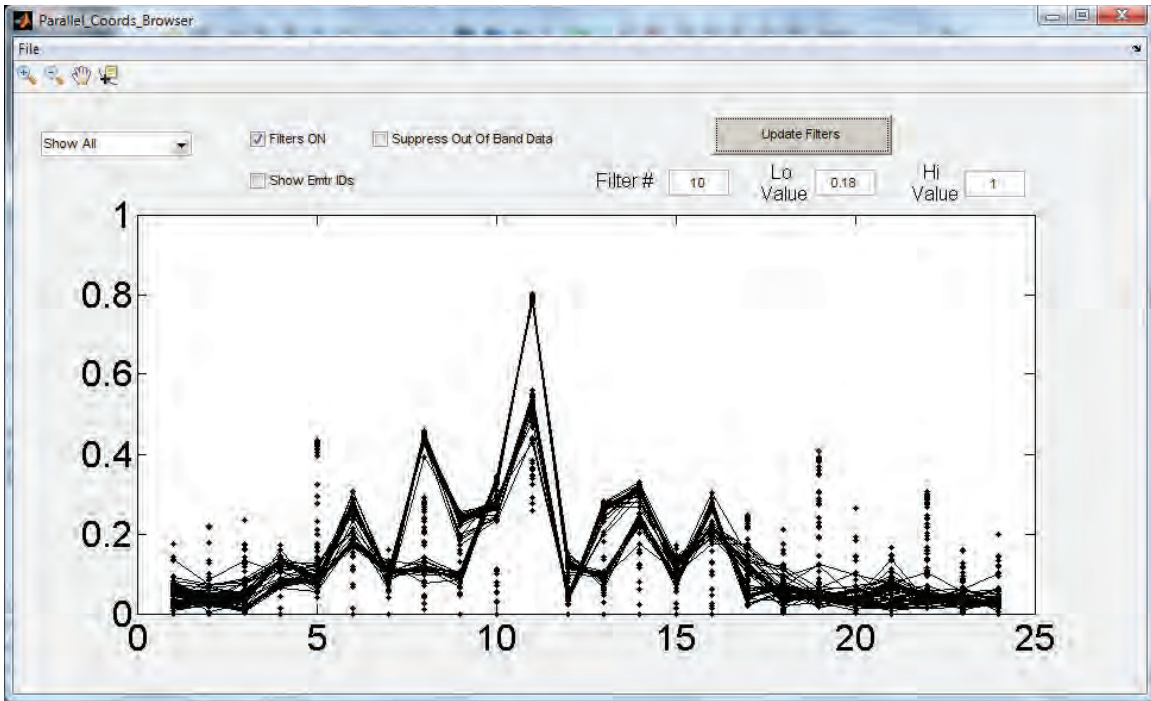 Parallel_Coords_Browser
File
Show All
Filters ON
Suppress Out Of Band Data
Update Filters
Show Emtr IDs
Filter # 10
Lo Value 0.18
Hi Value 1
1
0.8
0.6
0.4
0.2
0
0 5 10 15 20 25